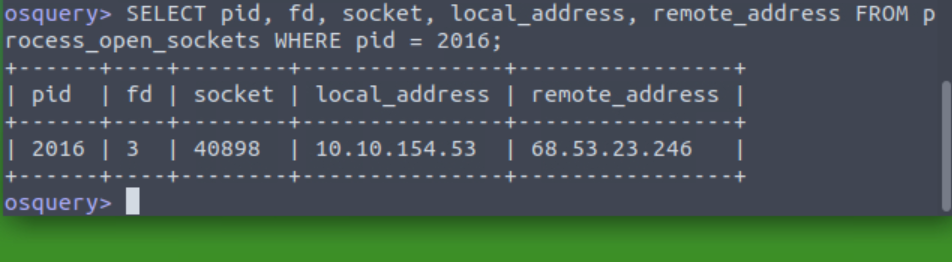 osquery> SELECT pid, fd, socket, local_address, remote_address FROM p
rocess_open_sockets WHERE pid = 2016;
+------+----+--------+---------------+----------------+
| pid  | fd | socket | local_address | remote_address |
+------+----+--------+---------------+----------------+
| 2016 | 3  | 40898  | 10.10.154.53  | 68.53.23.246   |
+------+----+--------+---------------+----------------+
osquery>